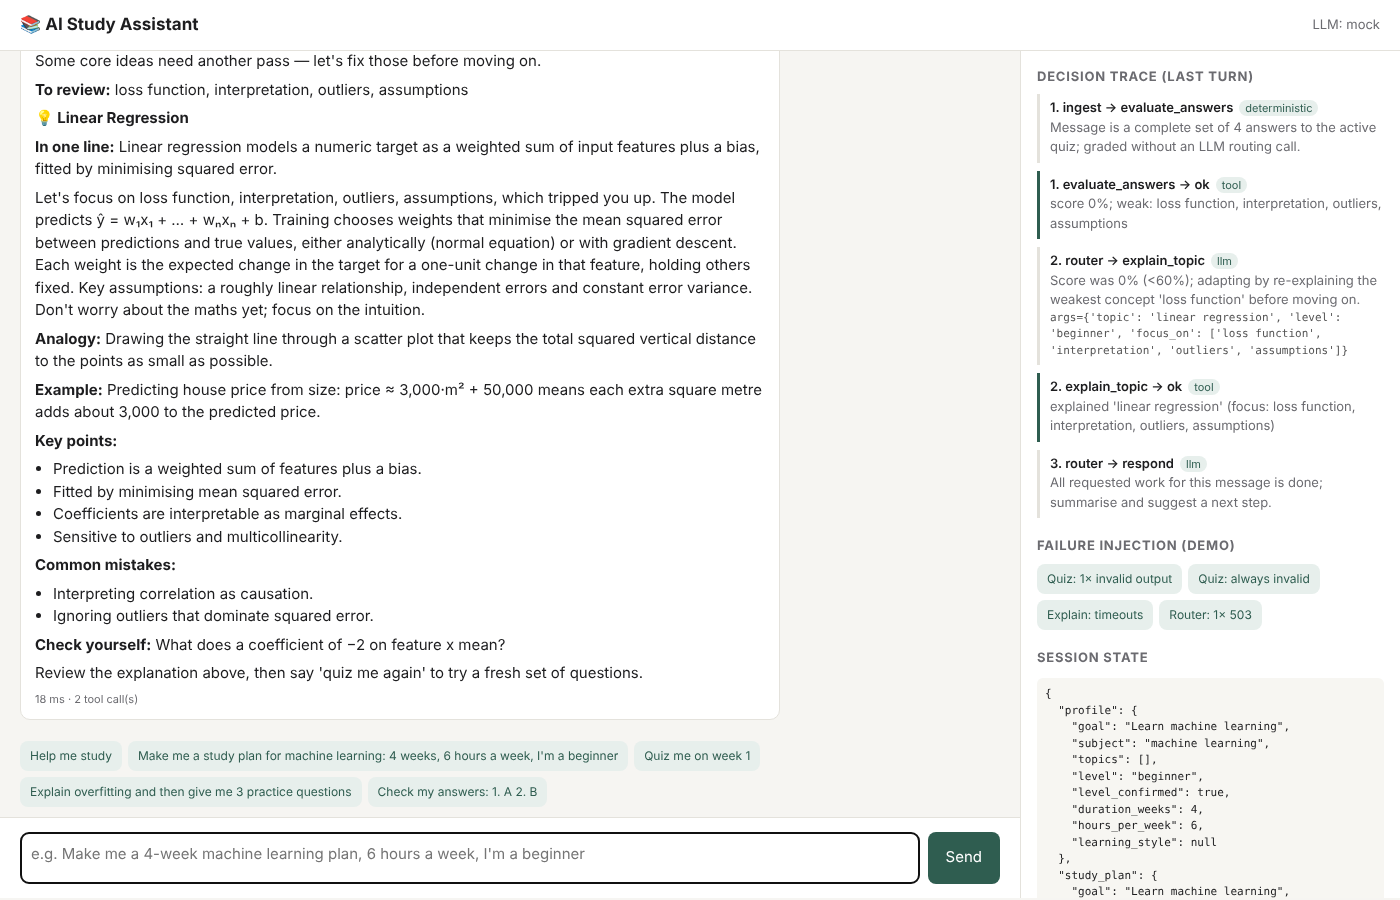 📚 AI Study Assistant
LLM: mock
Some core ideas need another pass — let's fix those before moving on.
To review: loss function, interpretation, outliers, assumptions
💡 Linear Regression
In one line: Linear regression models a numeric target as a weighted sum of input features plus a bias,
fitted by minimising squared error.
Let's focus on loss function, interpretation, outliers, assumptions, which tripped you up. The model
predicts ŷ = w₁x₁ + … + wₙxₙ + b. Training chooses weights that minimise the mean squared error
between predictions and true values, either analytically (normal equation) or with gradient descent.
Each weight is the expected change in the target for a one-unit change in that feature, holding others
fixed. Key assumptions: a roughly linear relationship, independent errors and constant error variance.
Don't worry about the maths yet; focus on the intuition.
Analogy: Drawing the straight line through a scatter plot that keeps the total squared vertical distance
to the points as small as possible.
Example: Predicting house price from size: price ≈ 3,000·m² + 50,000 means each extra square metre
adds about 3,000 to the predicted price.
Key points:
• Prediction is a weighted sum of features plus a bias.
• Fitted by minimising mean squared error.
• Coefficients are interpretable as marginal effects.
• Sensitive to outliers and multicollinearity.
Common mistakes:
• Interpreting correlation as causation.
• Ignoring outliers that dominate squared error.
Check yourself: What does a coefficient of −2 on feature x mean?
Review the explanation above, then say 'quiz me again' to try a fresh set of questions.
18 ms · 2 tool call(s)
Help me study
Make me a study plan for machine learning: 4 weeks, 6 hours a week, I'm a beginner
Quiz me on week 1
Explain overfitting and then give me 3 practice questions
Check my answers: 1. A 2. B
e.g. Make me a 4-week machine learning plan, 6 hours a week, I'm a beginner
Send
DECISION TRACE (LAST TURN)
1. ingest → evaluate_answers deterministic
Message is a complete set of 4 answers to the active
quiz; graded without an LLM routing call.
1. evaluate_answers → ok tool
score 0%; weak: loss function, interpretation, outliers,
assumptions
2. router → explain_topic llm
Score was 0% (<60%); adapting by re-explaining the
weakest concept 'loss function' before moving on.
args={'topic': 'linear regression', 'level':
'beginner', 'focus_on': ['loss function',
'interpretation', 'outliers', 'assumptions']}
2. explain_topic → ok tool
explained 'linear regression' (focus: loss function,
interpretation, outliers, assumptions)
3. router → respond llm
All requested work for this message is done;
summarise and suggest a next step.
FAILURE INJECTION (DEMO)
Quiz: 1× invalid output
Quiz: always invalid
Explain: timeouts
Router: 1× 503
SESSION STATE
{
"profile": {
"goal": "Learn machine learning",
"subject": "machine learning",
"topics": [],
"level": "beginner",
"level_confirmed": true,
"duration_weeks": 4,
"hours_per_week": 6,
"learning_style": null
},
"study_plan": {
"goal": "Learn machine learning",